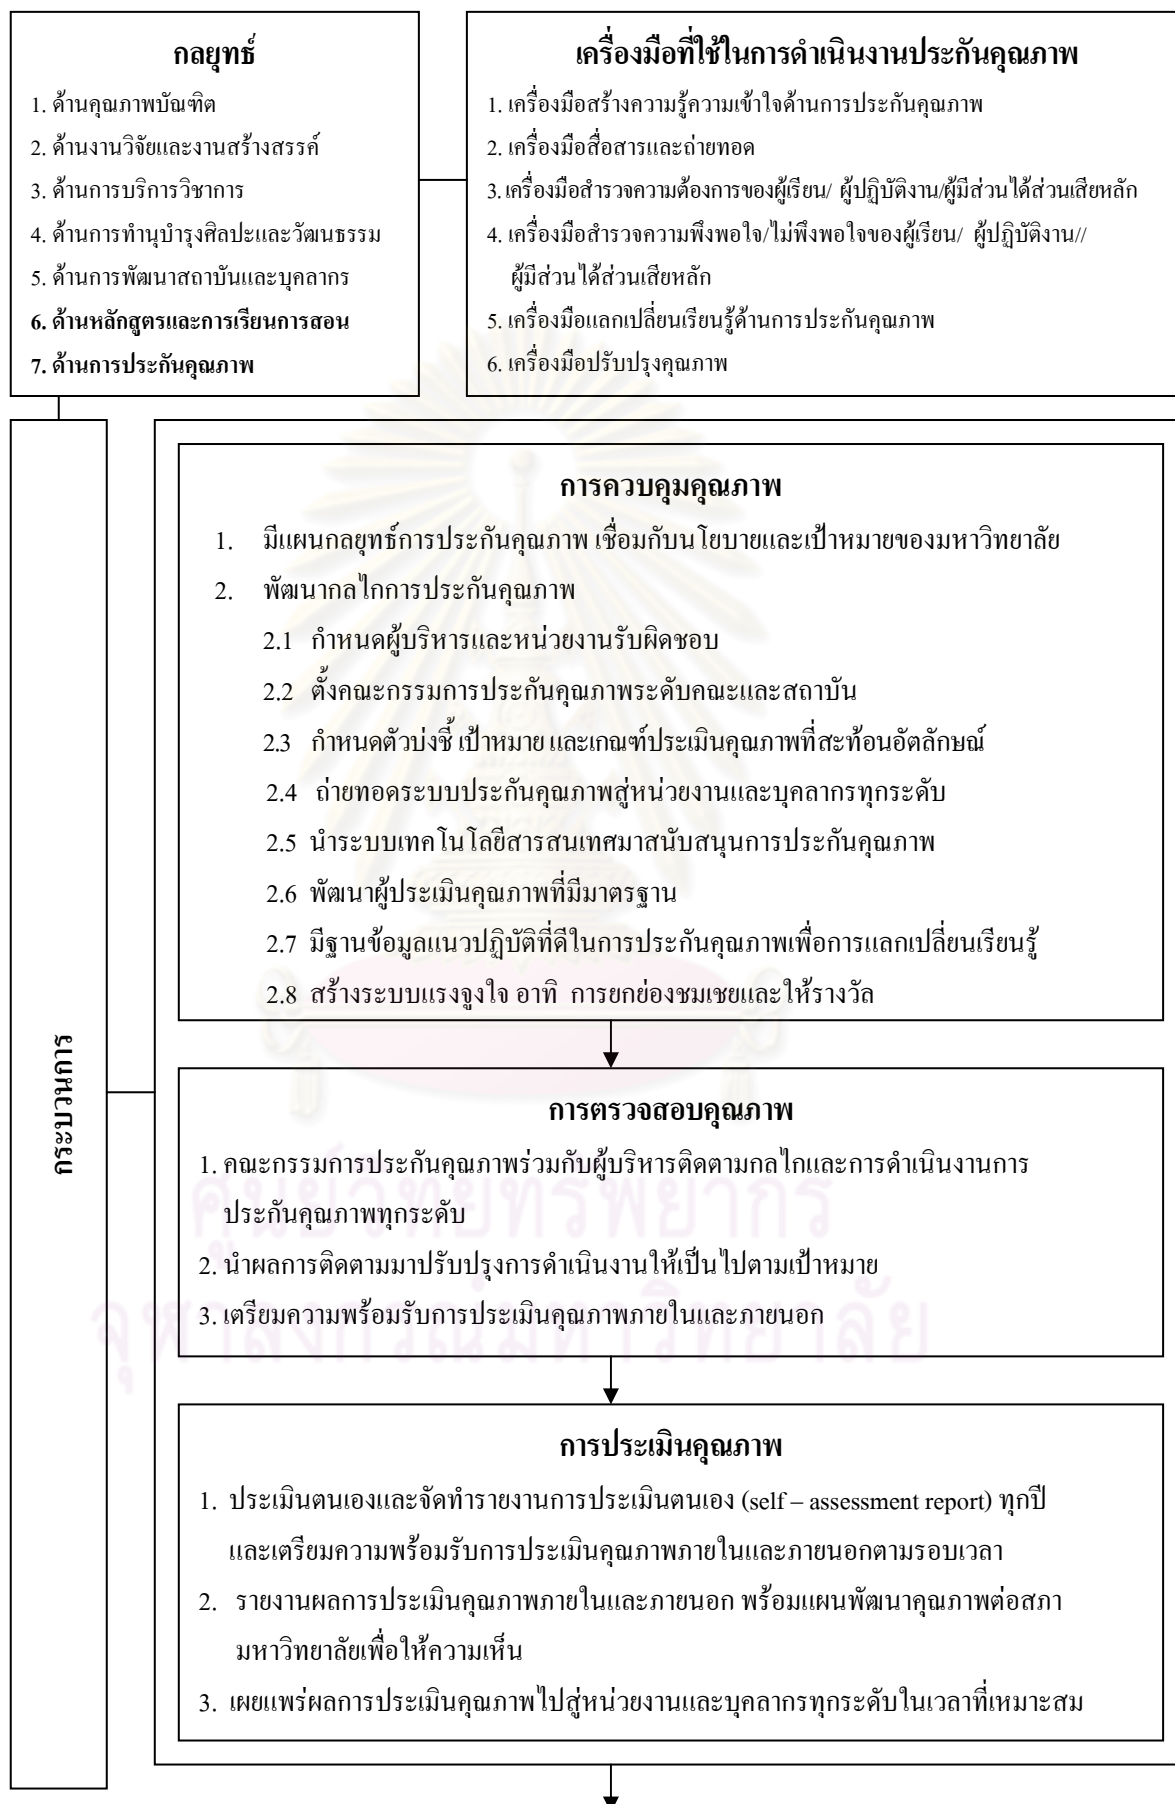 กลยุทธ์
1. ด้านคุณภาพบัณฑิต
2. ด้านงานวิจัยและงานสร้างสรรค์
3. ด้านการบริการวิชาการ
4. ด้านการทำนุบำรุงศิลปะและวัฒนธรรม
5. ด้านการพัฒนาสถาบันและบุคลากร
6. ด้านหลักสูตรและการเรียนการสอน
7. ด้านการประกันคุณภาพ
เครื่องมือที่ใช้ในการดำเนินงานประกันคุณภาพ
1. เครื่องมือสร้างความรู้ความเข้าใจด้านการประกันคุณภาพ
2. เครื่องมือสื่อสารและถ่ายทอด
3. เครื่องมือสำรวจความต้องการของผู้เรียน/ ผู้ปฏิบัติงาน/ผู้มีส่วนได้ส่วนเสียหลัก
4. เครื่องมือสำรวจความพึงพอใจ/ไม่พึงพอใจของผู้เรียน/ ผู้ปฏิบัติงาน//
ผู้มีส่วนได้ส่วนเสียหลัก
5. เครื่องมือแลกเปลี่ยนเรียนรู้ด้านการประกันคุณภาพ
6. เครื่องมือปรับปรุงคุณภาพ
กระบวนการ
การควบคุมคุณภาพ
1. มีแผนกลยุทธ์การประกันคุณภาพ เชื่อมกับนโยบายและเป้าหมายของมหาวิทยาลัย
2. พัฒนากลไกการประกันคุณภาพ
2.1 กำหนดผู้บริหารและหน่วยงานรับผิดชอบ
2.2 ตั้งคณะกรรมการประกันคุณภาพระดับคณะและสถาบัน
2.3 กำหนดตัวบ่งชี้ เป้าหมาย และเกณฑ์ประเมินคุณภาพที่สะท้อนอัตลักษณ์
2.4 ถ่ายทอดระบบประกันคุณภาพสู่หน่วยงานและบุคลากรทุกระดับ
2.5 นำระบบเทคโนโลยีสารสนเทศมาสนับสนุนการประกันคุณภาพ
2.6 พัฒนาผู้ประเมินคุณภาพที่มีมาตรฐาน
2.7 มีฐานข้อมูลแนวปฏิบัติที่ดีในการประกันคุณภาพเพื่อการแลกเปลี่ยนเรียนรู้
2.8 สร้างระบบแรงจูงใจ อาทิ การยกย่องชมเชยและให้รางวัล
การตรวจสอบคุณภาพ
1. คณะกรรมการประกันคุณภาพร่วมกับผู้บริหารติดตามกลไกและการดำเนินงานการ
ประกันคุณภาพทุกระดับ
2. นำผลการติดตามมาปรับปรุงการดำเนินงานให้เป็นไปตามเป้าหมาย
3. เตรียมความพร้อมรับการประเมินคุณภาพภายในและภายนอก
ศูนย์วิทยทรัพยากร
จุฬาลงกรณ์มหาวิทยาลัย
การประเมินคุณภาพ
1. ประเมินตนเองและจัดทำรายงานการประเมินตนเอง (self – assessment report) ทุกปี
และเตรียมความพร้อมรับการประเมินคุณภาพภายในและภายนอกตามรอบเวลา
2. รายงานผลการประเมินคุณภาพภายในและภายนอก พร้อมแผนพัฒนาคุณภาพต่อสภา
มหาวิทยาลัยเพื่อให้ความเห็น
3. เผยแพร่ผลการประเมินคุณภาพไปสู่หน่วยงานและบุคลากรทุกระดับในเวลาที่เหมาะสม